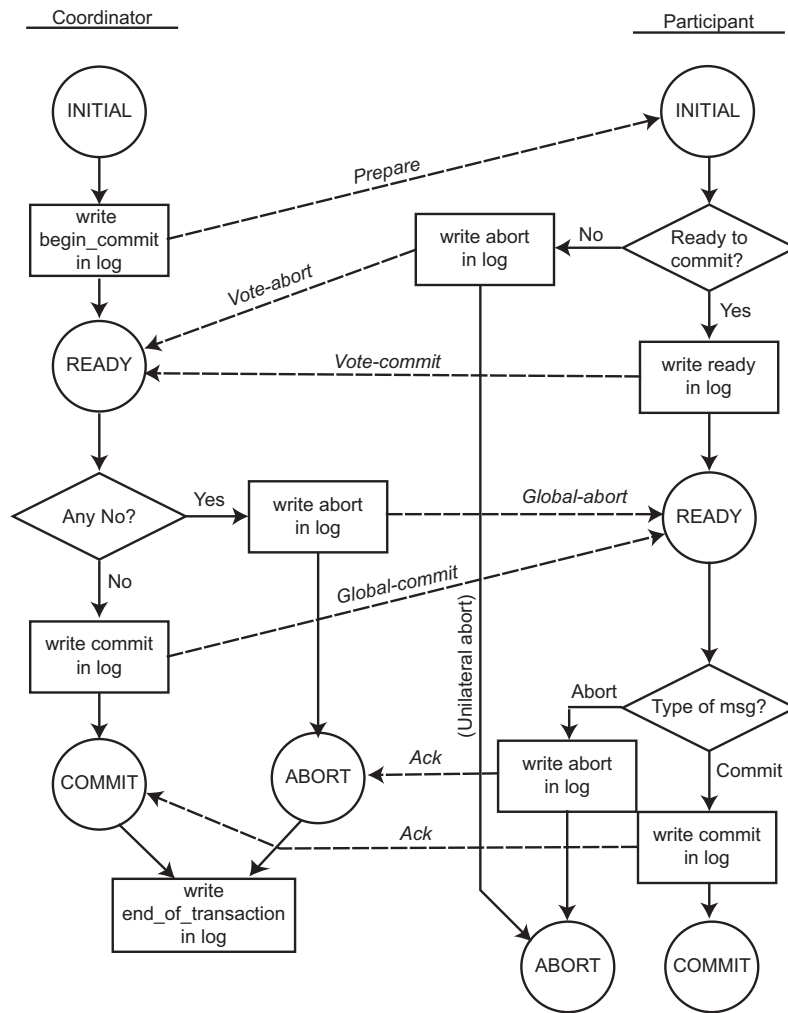 Coordinator
Participant
INITIAL
INITIAL
Prepare
write
begin_commit
in log
write abort
in log
No
Ready to
commit?
Vote-abort
Yes
READY
Vote-commit
write ready
in log
Any No?
Yes
write abort
in log
Global-abort
READY
No
Global-commit
(Unilateral abort)
write commit
in log
Abort
Type of msg?
COMMIT
ABORT
Ack
write abort
in log
Commit
Ack
write commit
in log
write
end_of_transaction
in log
ABORT
COMMIT